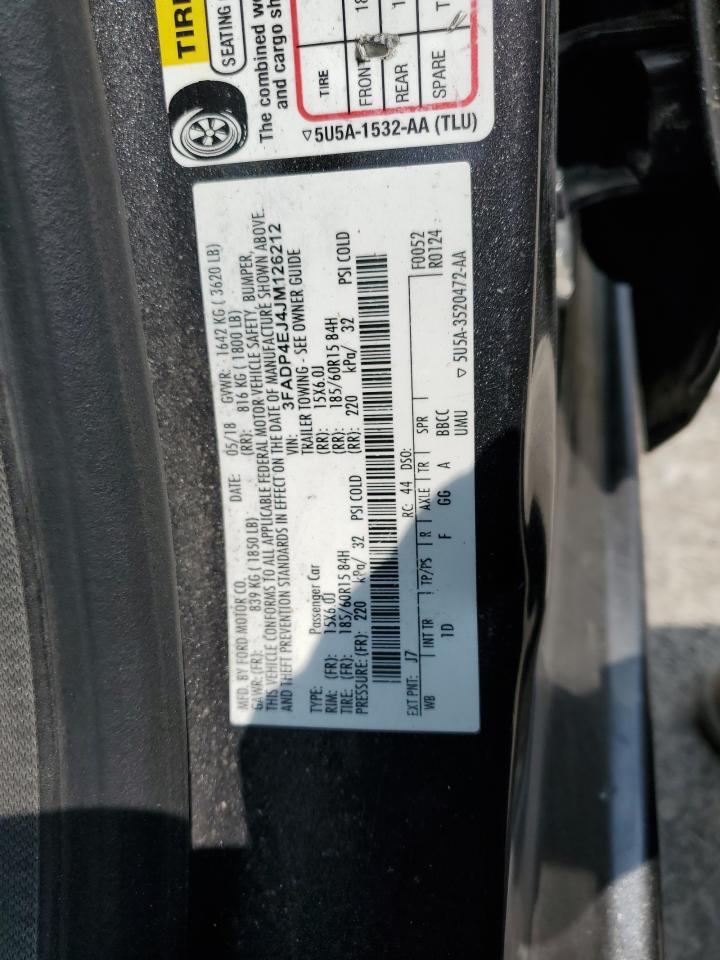 TIRE
SEATING
The combined
and cargo
TIRE
FRONT 18
REAR 1
SPARE T
▽ 5U5A-1532-AA (TLU)
MFD. BY FORD MOTOR CO. DATE: 05/18 GVWR: 1642 KG ( 3620 LB)
GAWR: (FR): 839 KG ( 1850 LB) (RR): 816 KG ( 1800 LB)
THIS VEHICLE CONFORMS TO ALL APPLICABLE FEDERAL MOTOR VEHICLE SAFETY, BUMPER,
AND THEFT PREVENTION STANDARDS IN EFFECT ON THE DATE OF MANUFACTURE SHOWN ABOVE.
VIN: 3FADP4EJ4JM126212
TYPE: Passenger Car TRAILER TOWING - SEE OWNER GUIDE
RIM: (FR): 15X6.0J (RR): 15X6.0J
TIRE: (FR): 185/60R15 84H (RR): 185/60R15 84H
PRESSURE: (FR): 220 kPa/ 32 PSI COLD (RR): 220 kPa/ 32 PSI COLD
EXT PNT: J7 RC: 44 DSO: F0052
WB INT TR TP/PS R AXLE TR SPR R0124
1D F GG A BBCC
UMU ▽ 5U5A-3520472-AA